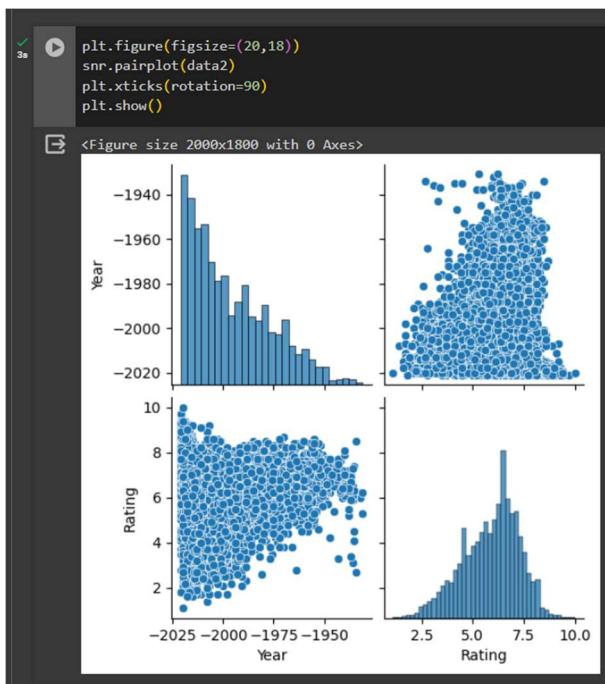 3s
plt.figure(figsize=(20,18))
snr.pairplot(data2)
plt.xticks(rotation=90)
plt.show()
<Figure size 2000x1800 with 0 Axes>
Year
−1940
−1960
−1980
−2000
−2020
Rating
10
8
6
4
2
−2025 −2000 −1975 −1950
Year
2.5 5.0 7.5 10.0
Rating